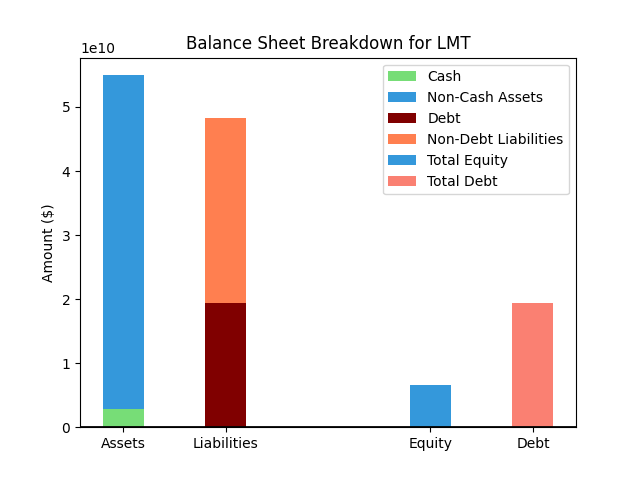 Balance Sheet Breakdown for LMT
1e10
Cash
Non-Cash Assets
Debt
Non-Debt Liabilities
Total Equity
Total Debt
5
4
3
2
1
0
Amount ($)
Assets Liabilities Equity Debt